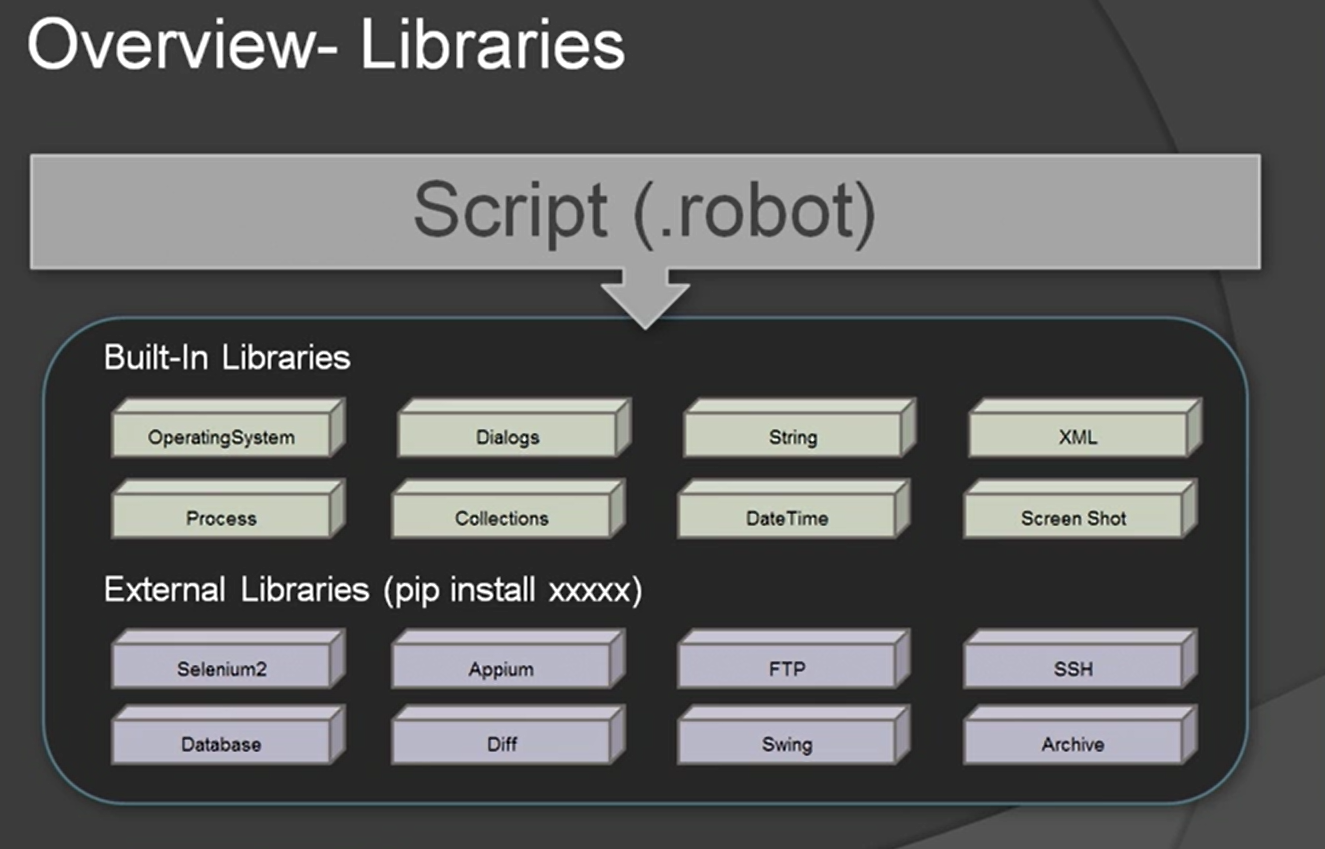 Overview- Libraries
Script (.robot)
Built-In Libraries
OperatingSystem Dialogs String XML
Process Collections DateTime Screen Shot
External Libraries (pip install xxxxx)
Selenium2 Appium FTP SSH
Database Diff Swing Archive